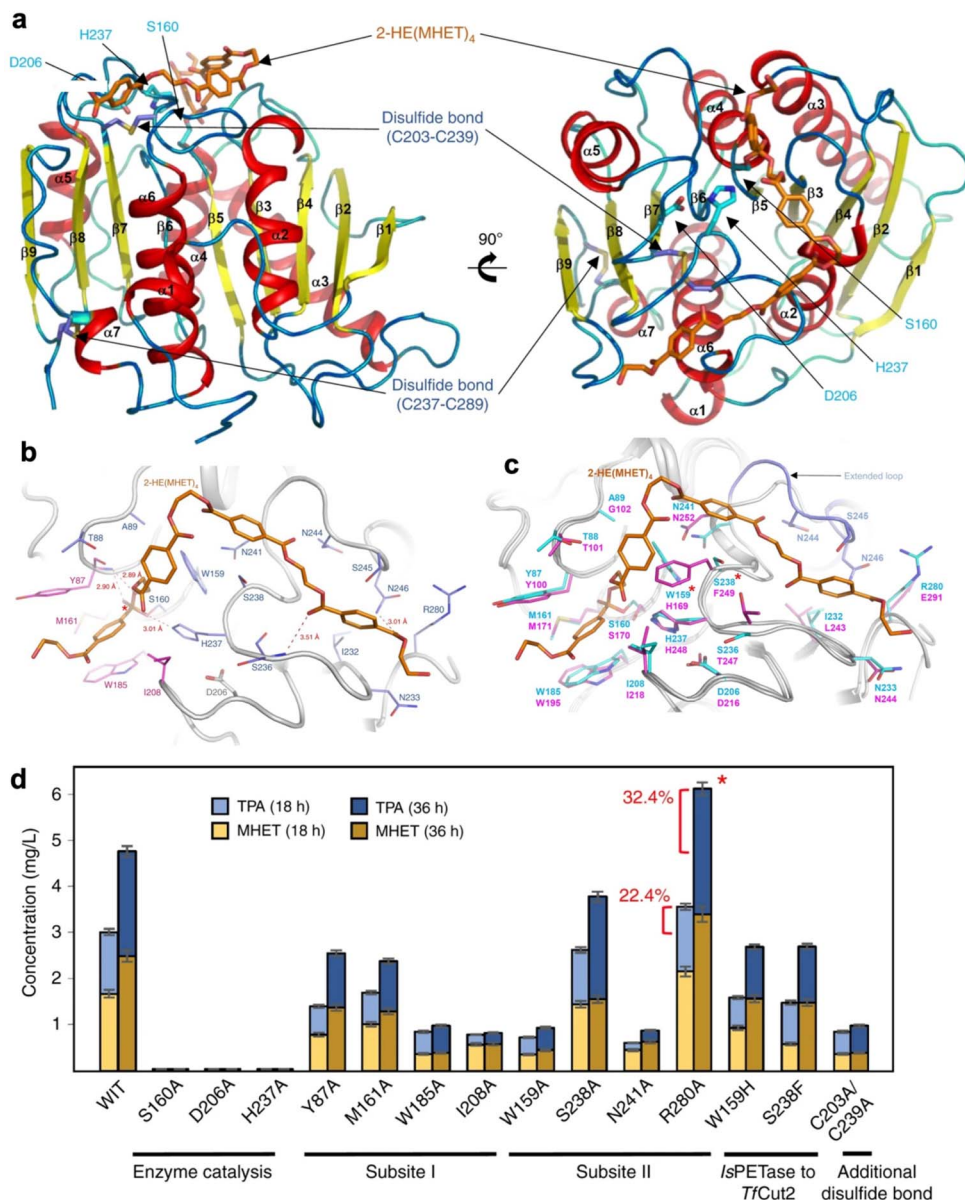 a
H237
S160
D206
2-HE(MHET)4
Disulfide bond
(C203-C239)
α5
β8
β9
β7
α6
β6
α4
α1
α7
β5
β3
α2
β4
β2
β1
α3
90°
Disulfide bond
(C237-C289)
α5
α4
α3
β9
β8
β7
β6
β5
β3
β4
β2
β1
α7
α6
α2
α1
S160
H237
D206
b
2-HE(MHET)4
A89
T88
Y87
2.90 Å
2.89 Å
*
S160
W159
M161
3.01 Å
H237
W185
I208
D206
N241
S238
S236
3.51 Å
N244
S245
N246
3.01 Å
R280
I232
N233
c
2-HE(MHET)4
Extended loop
A89
G102
T88
T101
Y87
Y100
M161
M171
W185
W195
S160
S170
I208
I218
N241
N252
W159 *
H169
H237
H248
S238 *
F249
S236
T247
D206
D216
N244
S245
N246
R280
E291
I232
L243
N233
N244
d
Concentration (mg/L)
6
5
4
3
2
1
TPA (18 h)
TPA (36 h)
MHET (18 h)
MHET (36 h)
32.4%
*
22.4%
WIT
S160A
D206A
H237A
Y87A
M161A
W185A
I208A
W159A
S238A
N241A
R280A
W159H
S238F
C203A/
C239A
Enzyme catalysis
Subsite I
Subsite II
IsPETase to
TfCut2
Additional
disulfide bond